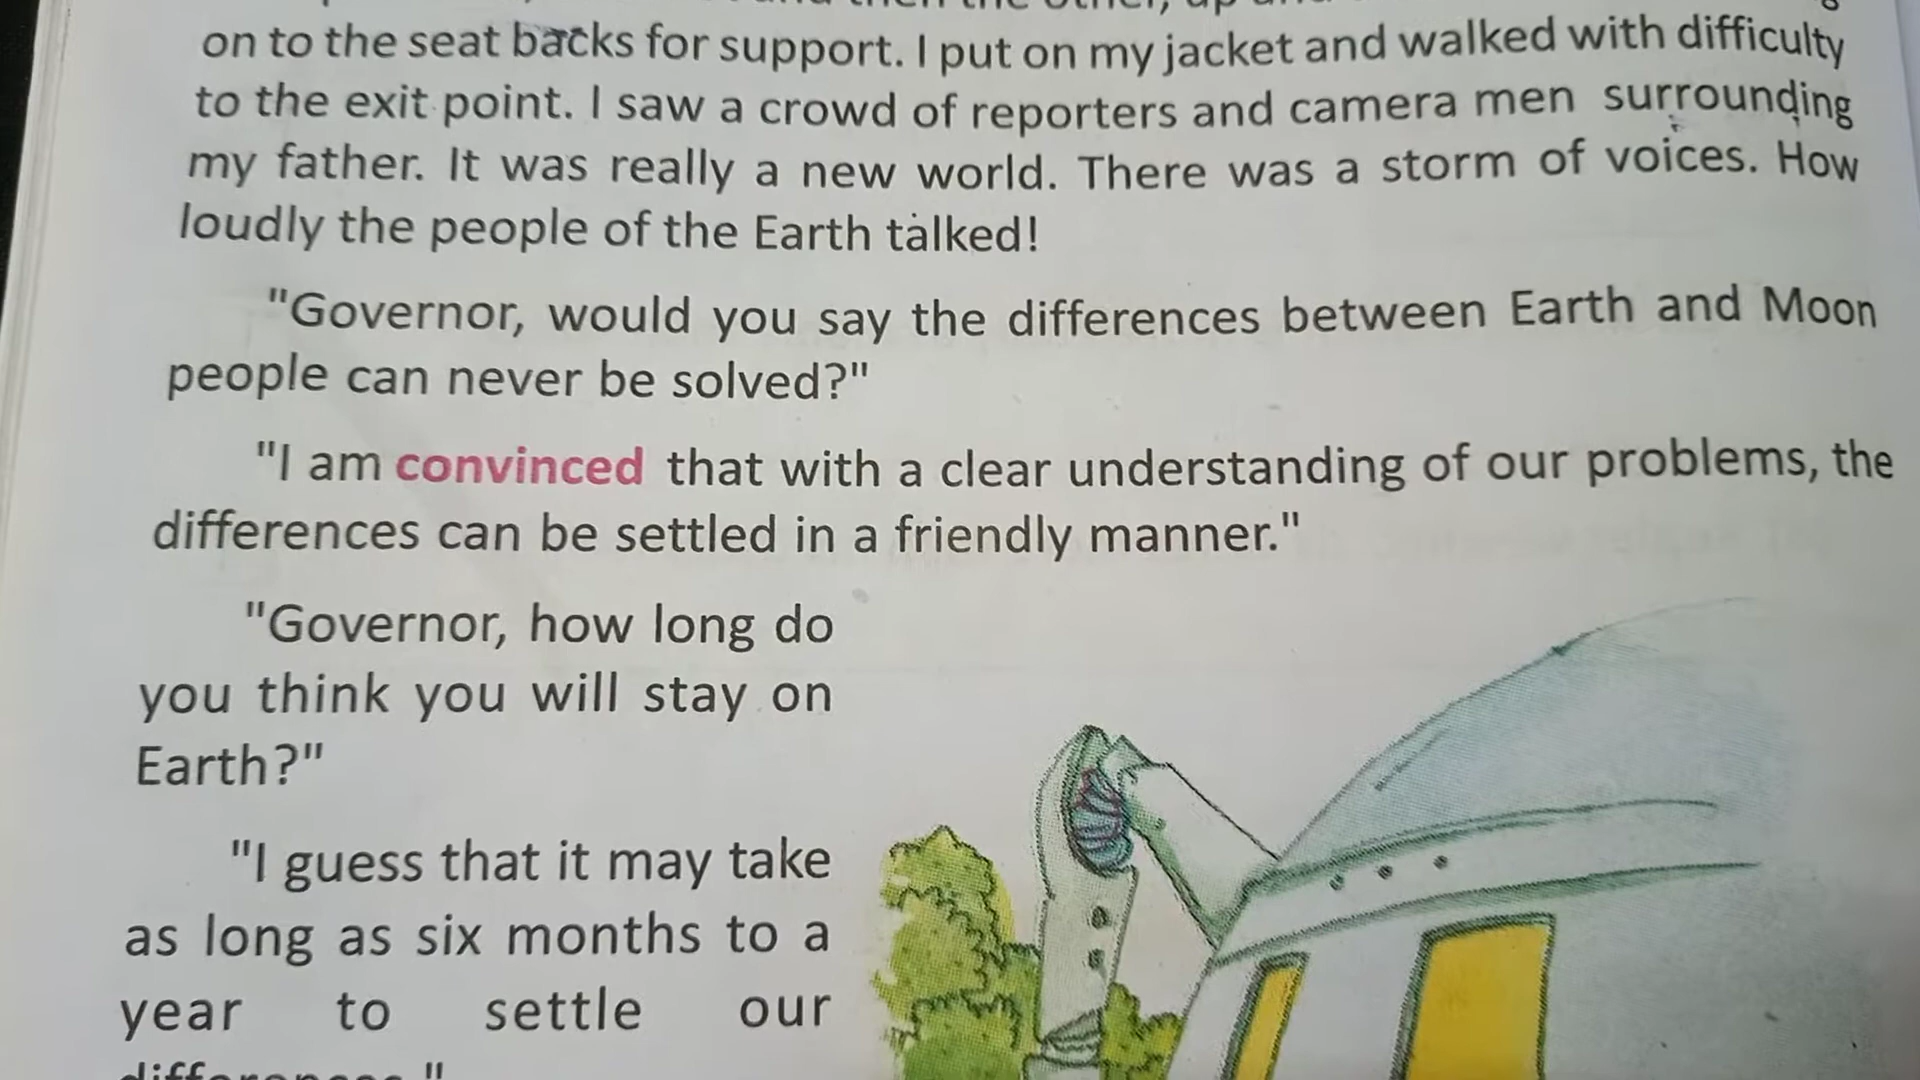 on to the seat backs for support. I put on my jacket and walked with difficulty
to the exit point. I saw a crowd of reporters and camera men surrounding
my father. It was really a new world. There was a storm of voices. How
loudly the people of the Earth talked!
"Governor, would you say the differences between Earth and Moon
people can never be solved?"
"I am convinced that with a clear understanding of our problems, the
differences can be settled in a friendly manner."
"Governor, how long do
you think you will stay on
Earth?"
"I guess that it may take
as long as six months to a
year to settle our
differences."